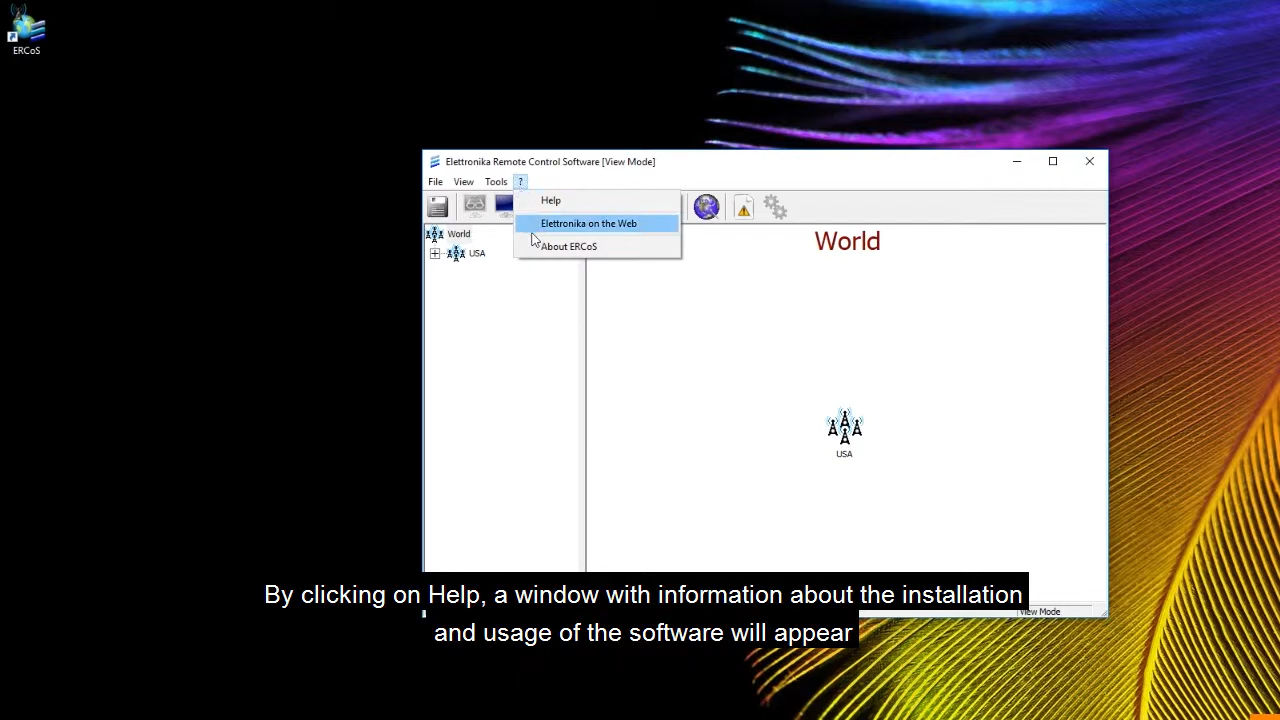 ERCoS
Elettronika Remote Control Software [View Mode]
File View Tools ?
Help
Elettronika on the Web
About ERCoS
World
USA
World
USA
By clicking on Help, a window with information about the installation
and usage of the software will appear
View Mode